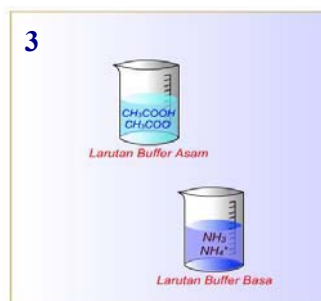 3
CH₃COOH
CH₃COO
Larutan Buffer Asam
NH₃
NH₄⁺
Larutan Buffer Basa